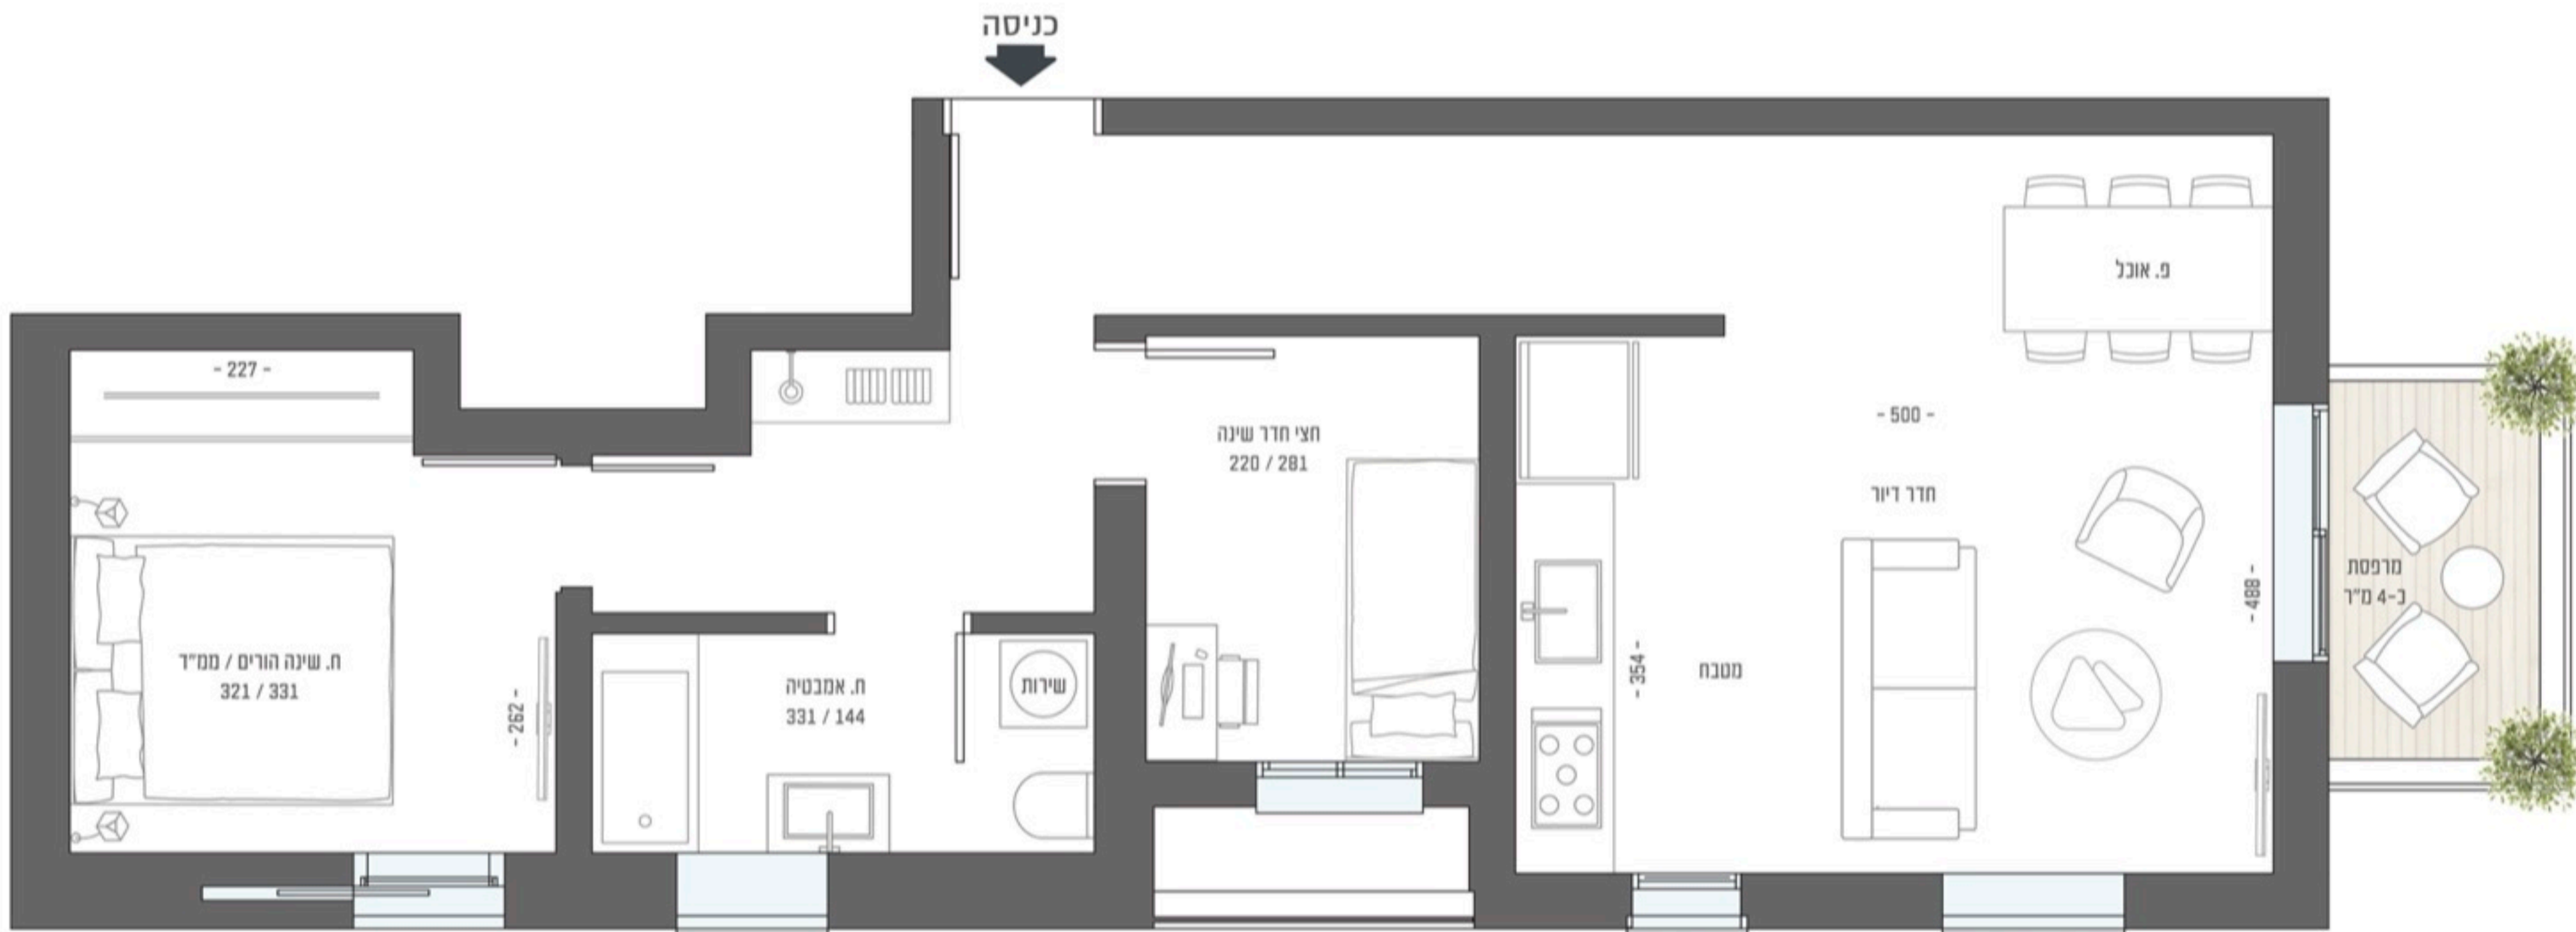 כניסה
פ. אוכל
- 227 -
- 500 -
חצי חדר שינה
220 / 281
חדר דיור
מרפסת
כ-4 מ"ר
- 488 -
ח. שינה הורים / ממ"ד
321 / 331
- 262 -
ח. אמבטיה
331 / 144
שירות
- 354 -
מטבח